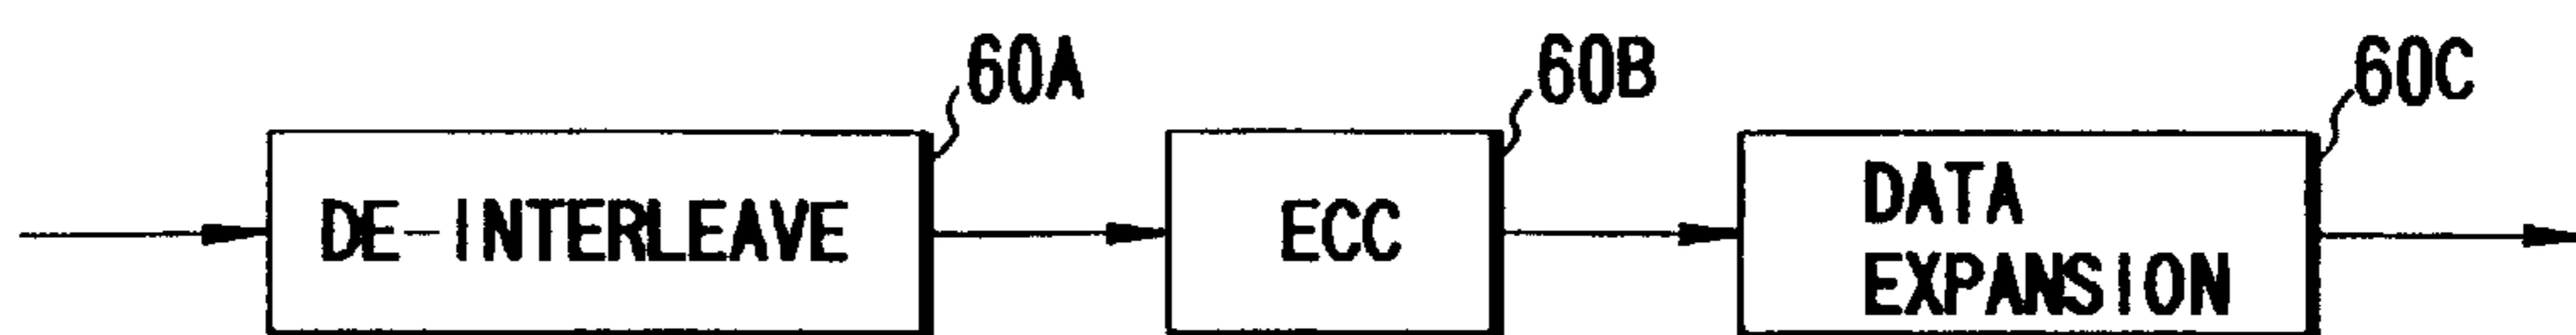 60A
60B
60C
DE-INTERLEAVE
ECC
DATA
EXPANSION